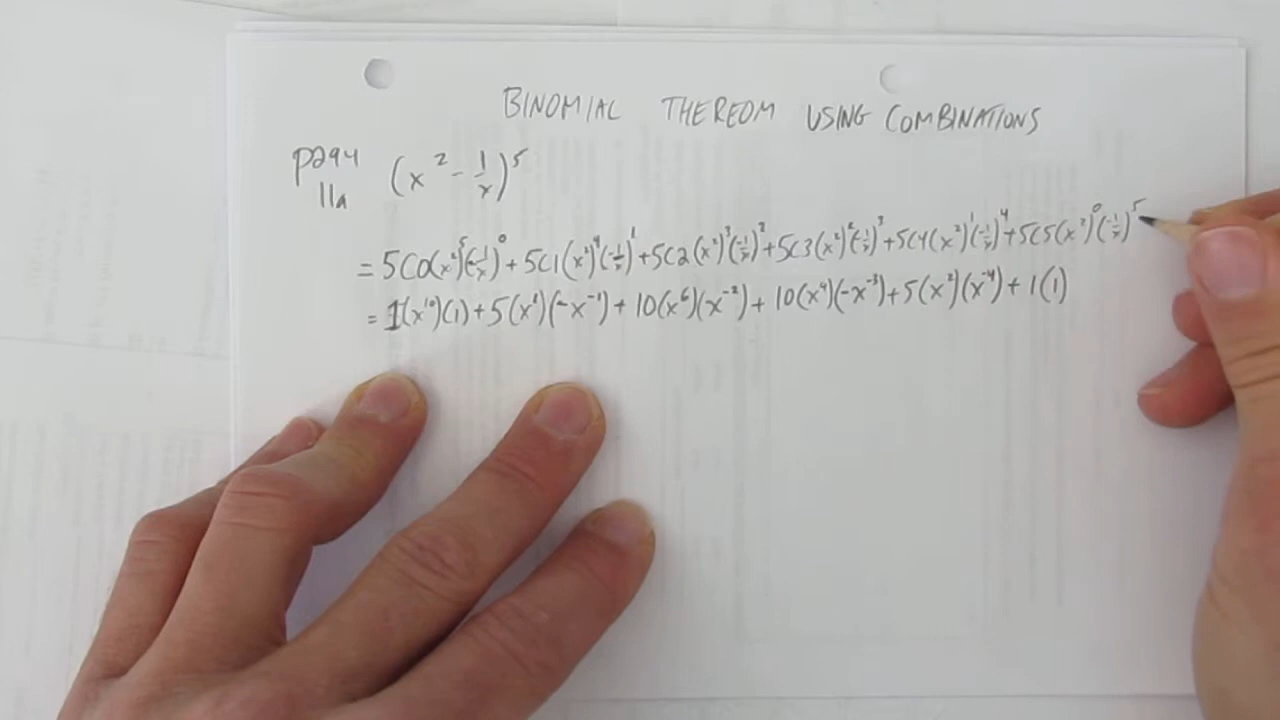 BINOMIAL THEREOM USING COMBINATIONS
p294
11a
(x² - 1/x)⁵
= 5C0(x²)⁵(-1/x)⁰ + 5C1(x²)⁴(-1/x)¹ + 5C2(x²)³(-1/x)² + 5C3(x²)²(-1/x)³ + 5C4(x²)¹(-1/x)⁴ + 5C5(x²)⁰(-1/x)⁵
= 1(x¹⁰)(1) + 5(x⁸)(-x⁻¹) + 10(x⁶)(x⁻²) + 10(x⁴)(-x⁻³) + 5(x²)(x⁻⁴) + 1(1)